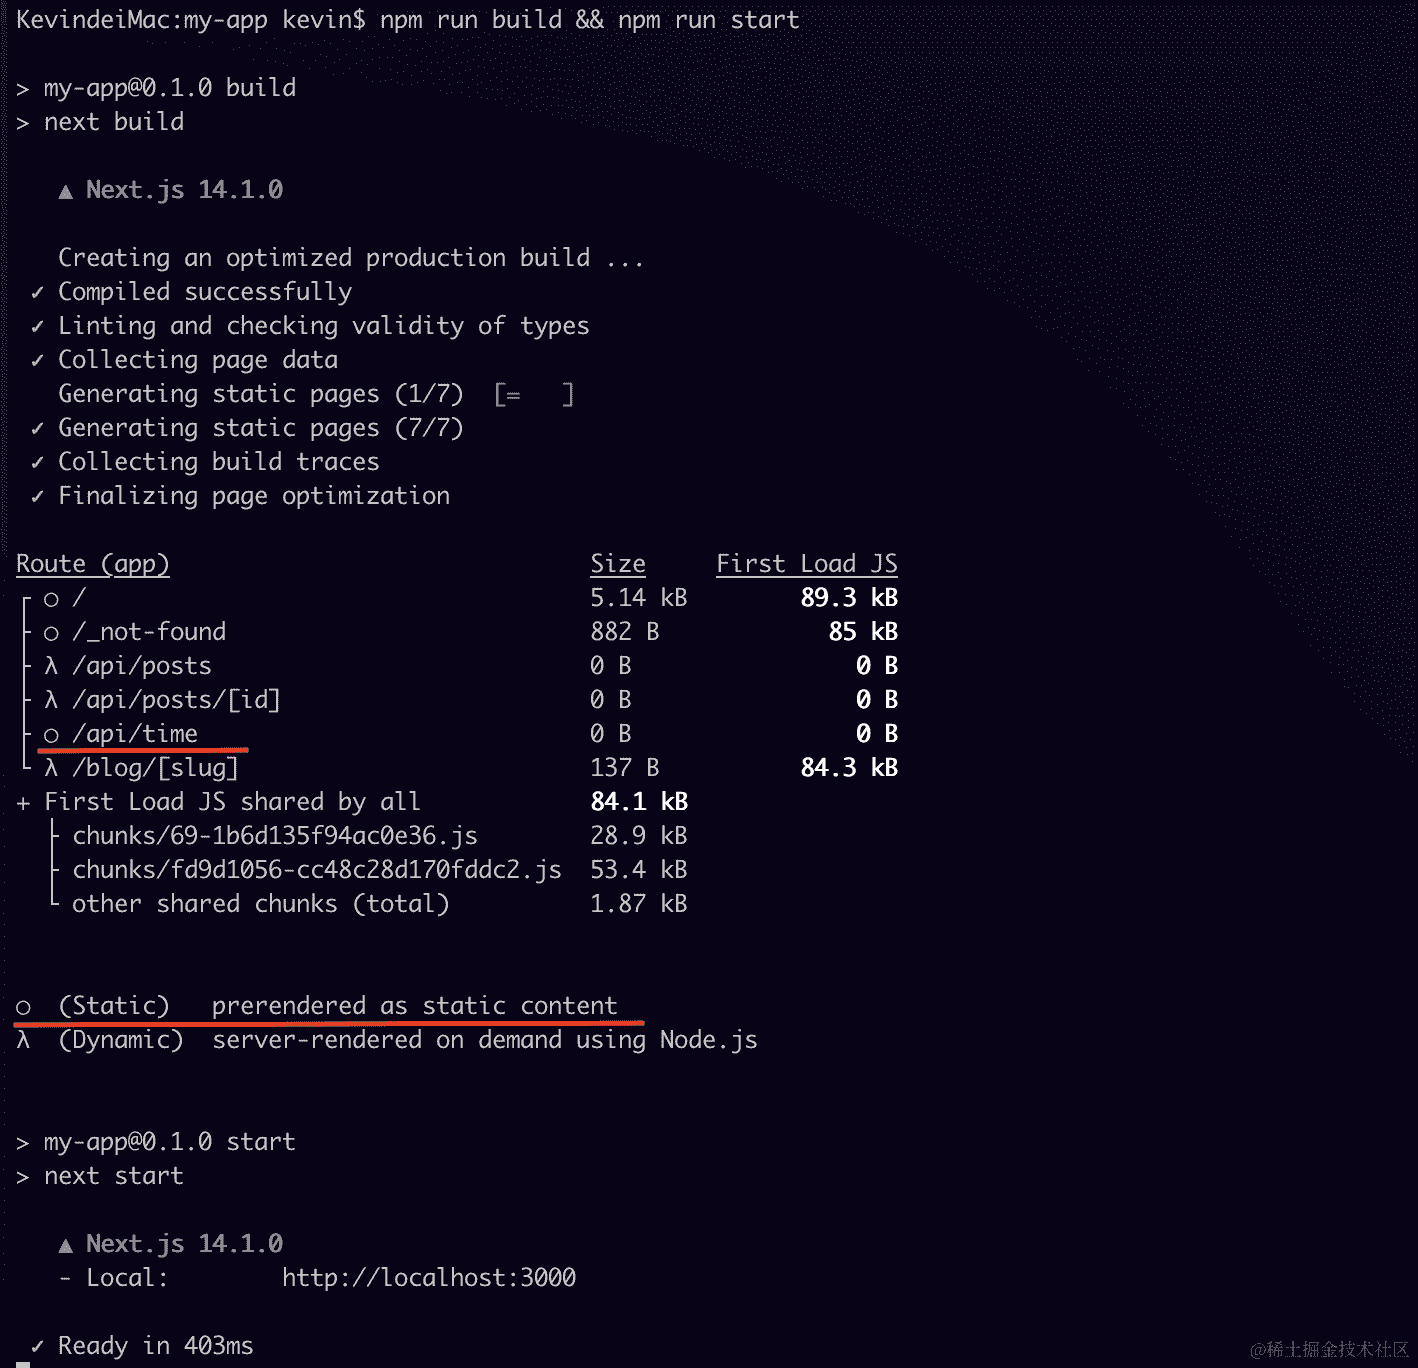 KevindeiMac:my-app kevin$ npm run build && npm run start
> my-app@0.1.0 build
> next build
▲ Next.js 14.1.0
Creating an optimized production build ...
✓ Compiled successfully
✓ Linting and checking validity of types
✓ Collecting page data
Generating static pages (1/7)  [=   ]
✓ Generating static pages (7/7)
✓ Collecting build traces
✓ Finalizing page optimization
Route (app)                              Size     First Load JS
┌ ○ /                                    5.14 kB        89.3 kB
├ ○ /_not-found                          882 B            85 kB
├ λ /api/posts                           0 B                0 B
├ λ /api/posts/[id]                      0 B                0 B
├ ○ /api/time                            0 B                0 B
└ λ /blog/[slug]                         137 B          84.3 kB
+ First Load JS shared by all            84.1 kB
├ chunks/69-1b6d135f94ac0e36.js        28.9 kB
├ chunks/fd9d1056-cc48c28d170fddc2.js  53.4 kB
└ other shared chunks (total)          1.87 kB
○  (Static)   prerendered as static content
λ  (Dynamic)  server-rendered on demand using Node.js
> my-app@0.1.0 start
> next start
▲ Next.js 14.1.0
- Local:        http://localhost:3000
✓ Ready in 403ms
@稀土掘金技术社区